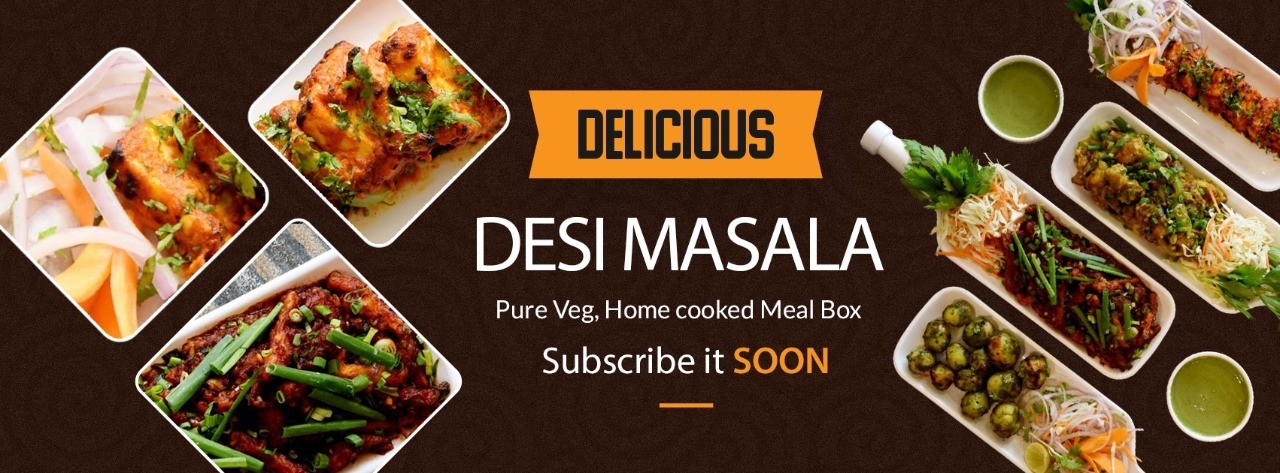 DELICIOUS
DESI MASALA
Pure Veg, Home cooked Meal Box
Subscribe it SOON